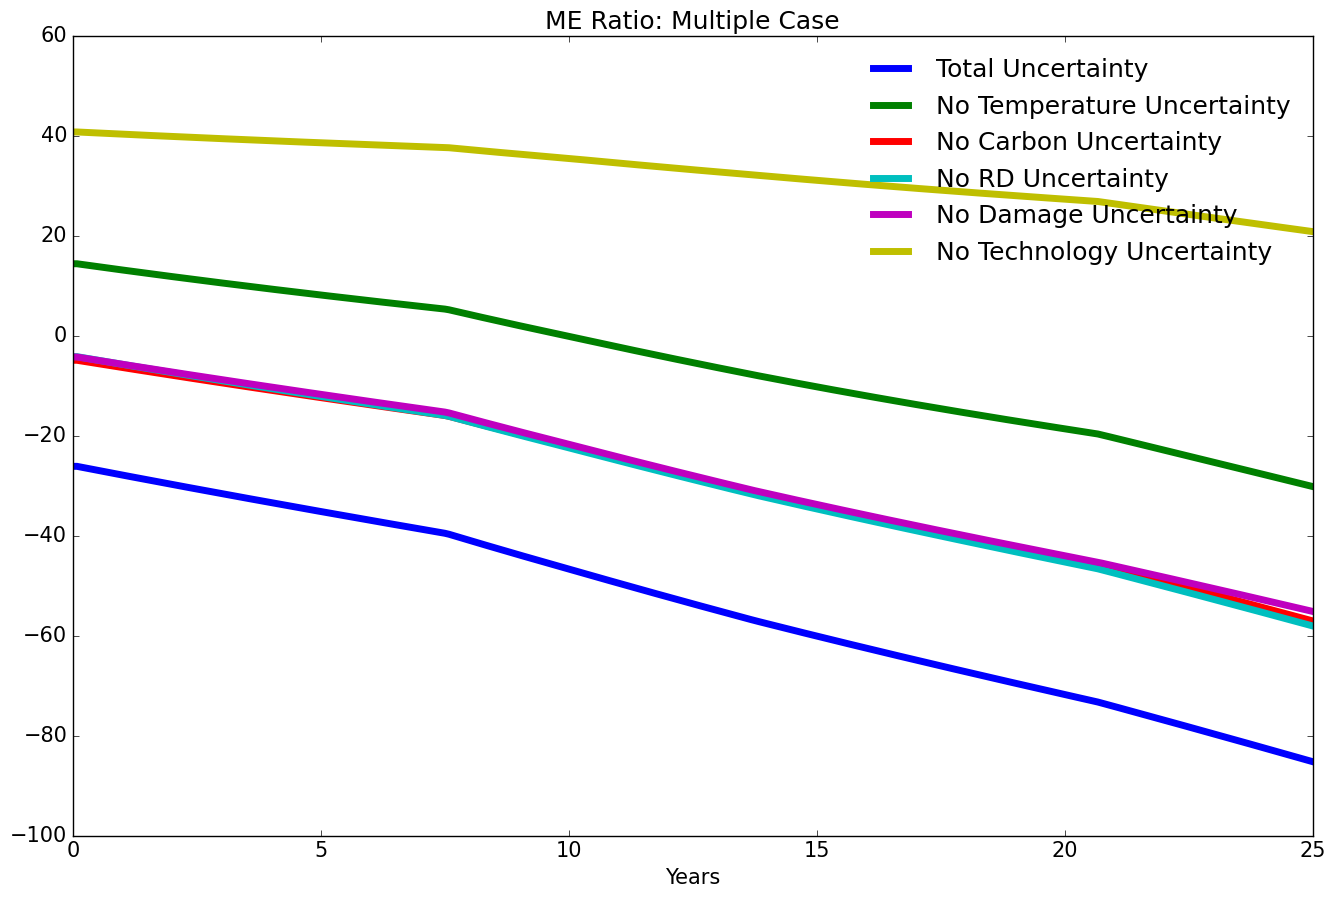 ME Ratio: Multiple Case
60
40
20
0
−20
−40
−60
−80
−100
Total Uncertainty
No Temperature Uncertainty
No Carbon Uncertainty
No RD Uncertainty
No Damage Uncertainty
No Technology Uncertainty
0 5 10 15 20 25
Years